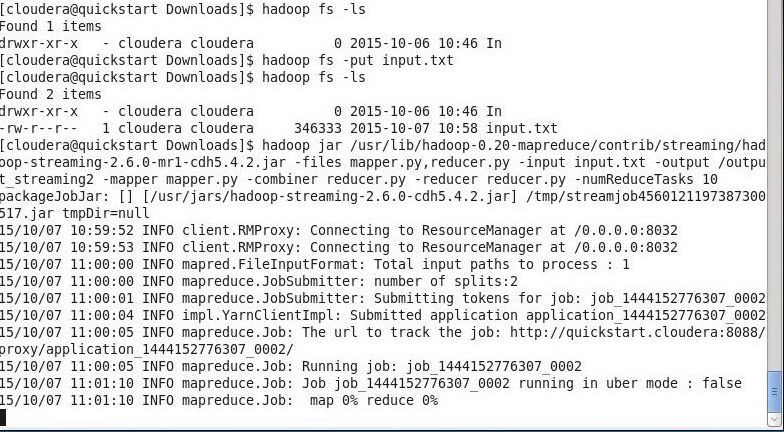 [cloudera@quickstart Downloads]$ hadoop fs -ls
Found 1 items
drwxr-xr-x   - cloudera cloudera          0 2015-10-06 10:46 In
[cloudera@quickstart Downloads]$ hadoop fs -put input.txt
[cloudera@quickstart Downloads]$ hadoop fs -ls
Found 2 items
drwxr-xr-x   - cloudera cloudera          0 2015-10-06 10:46 In
-rw-r--r--   1 cloudera cloudera     346333 2015-10-07 10:58 input.txt
[cloudera@quickstart Downloads]$ hadoop jar /usr/lib/hadoop-0.20-mapreduce/contrib/streaming/had
oop-streaming-2.6.0-mr1-cdh5.4.2.jar -files mapper.py,reducer.py -input input.txt -output /outpu
t_streaming2 -mapper mapper.py -combiner reducer.py -reducer reducer.py -numReduceTasks 10
packageJobJar: [] [/usr/jars/hadoop-streaming-2.6.0-cdh5.4.2.jar] /tmp/streamjob4560121197387300
517.jar tmpDir=null
15/10/07 10:59:52 INFO client.RMProxy: Connecting to ResourceManager at /0.0.0.0:8032
15/10/07 10:59:53 INFO client.RMProxy: Connecting to ResourceManager at /0.0.0.0:8032
15/10/07 11:00:00 INFO mapred.FileInputFormat: Total input paths to process : 1
15/10/07 11:00:00 INFO mapreduce.JobSubmitter: number of splits:2
15/10/07 11:00:01 INFO mapreduce.JobSubmitter: Submitting tokens for job: job_1444152776307_0002
15/10/07 11:00:04 INFO impl.YarnClientImpl: Submitted application application_1444152776307_0002
15/10/07 11:00:05 INFO mapreduce.Job: The url to track the job: http://quickstart.cloudera:8088/
proxy/application_1444152776307_0002/
15/10/07 11:00:05 INFO mapreduce.Job: Running job: job_1444152776307_0002
15/10/07 11:01:10 INFO mapreduce.Job: Job job_1444152776307_0002 running in uber mode : false
15/10/07 11:01:10 INFO mapreduce.Job:  map 0% reduce 0%